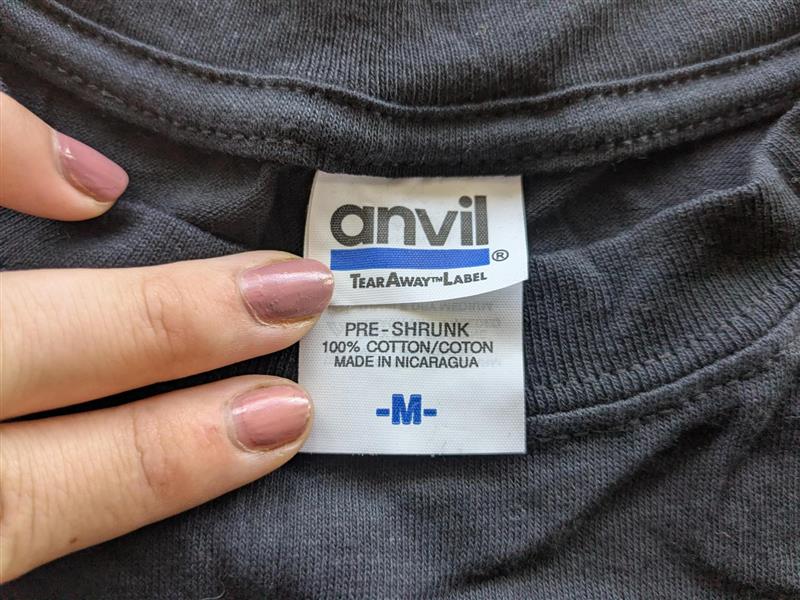 anvil
®
TEARAWAY™LABEL
PRE-SHRUNK
100% COTTON/COTON
MADE IN NICARAGUA
-M-